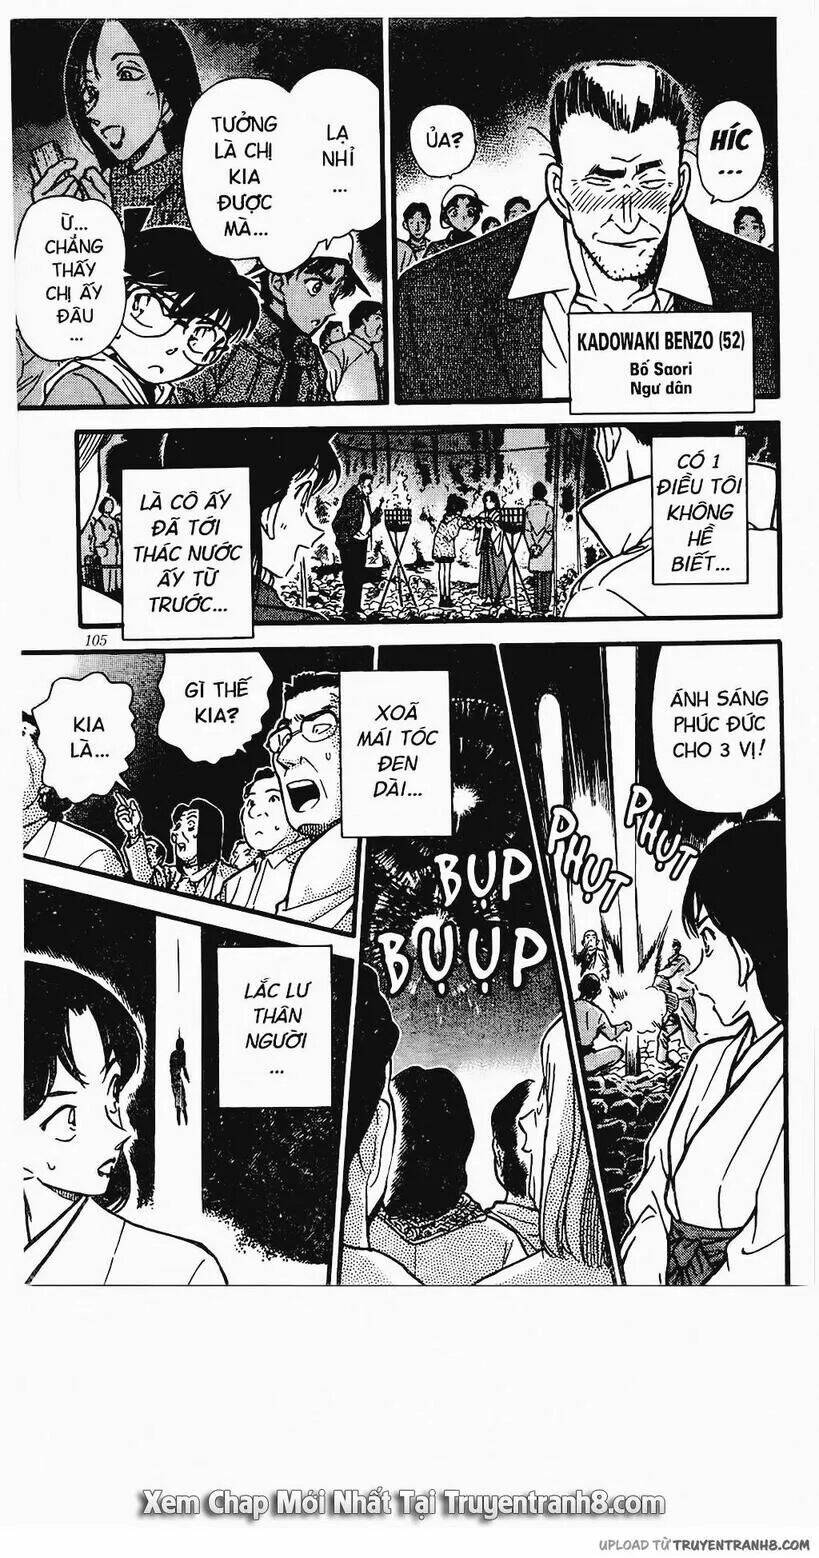 HÍC
...
ỦA?
KADOWAKI BENZO (52)
Bố Saori
Ngư dân
LẠ
NHỈ
...
TƯỞNG
LÀ CHỊ
KIA
ĐƯỢC
MÀ...
Ừ...
CHẲNG
THẤY
CHỊ ẤY
ĐÂU
...
CÓ 1
ĐIỀU TÔI
KHÔNG
HỀ
BIẾT...
LÀ CÔ ẤY
ĐÃ TỚI
THÁC NƯỚC
ẤY TỪ
TRƯỚC...
105
ÁNH SÁNG
PHÚC ĐỨC
CHO 3 VỊ!
PHỤT
PHỤT
XOÃ
MÁI TÓC
ĐEN
DÀI...
BỤP
BỤỤP
GÌ THẾ
KIA?
KIA
LÀ...
LẮC LƯ
THÂN
NGƯỜI
...
Xem Chap Mới Nhất Tại Truyentranh8.com
UPLOAD TỪ TRUYENTRANH8.COM